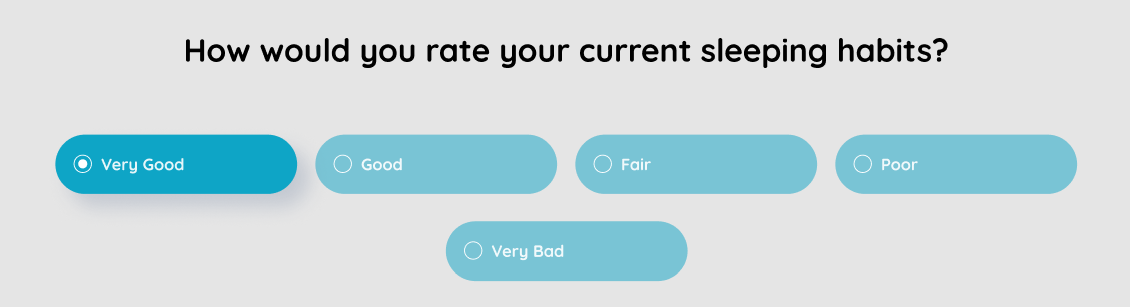 How would you rate your current sleeping habits?
Very Good
Good
Fair
Poor
Very Bad